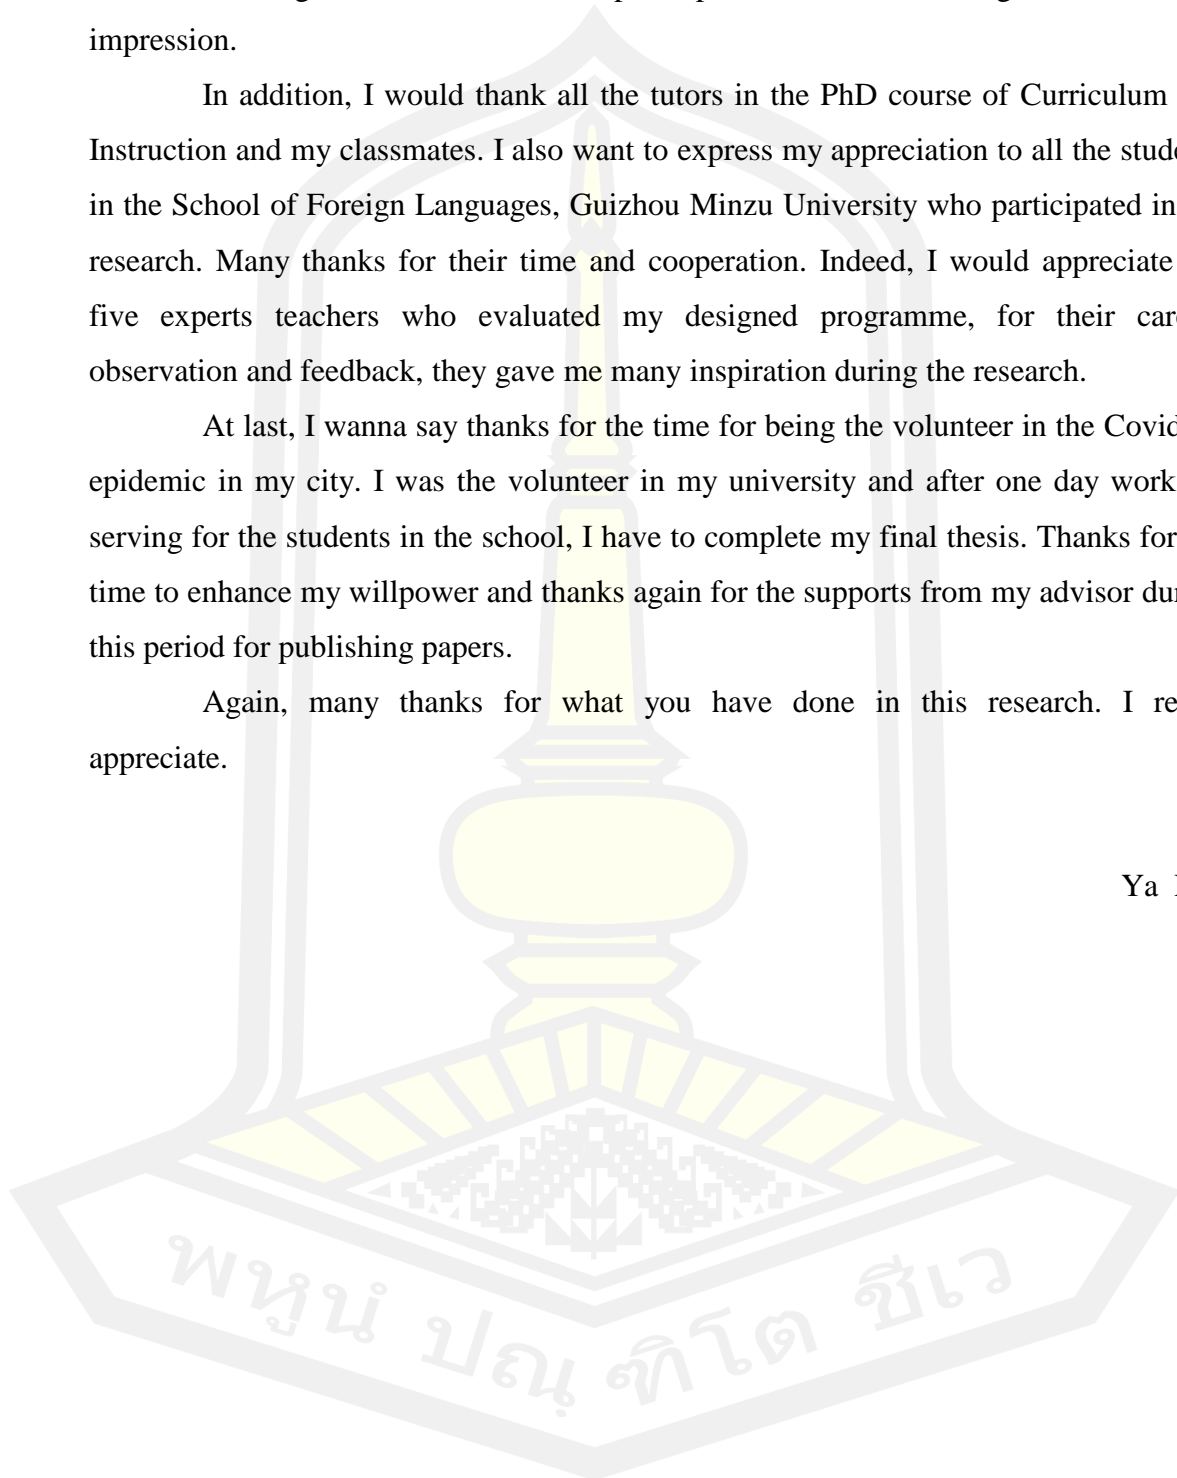 impression.
In addition, I would thank all the tutors in the PhD course of Curriculum
Instruction and my classmates. I also want to express my appreciation to all the stude
in the School of Foreign Languages, Guizhou Minzu University who participated in
research. Many thanks for their time and cooperation. Indeed, I would appreciate
five experts teachers who evaluated my designed programme, for their car
observation and feedback, they gave me many inspiration during the research.
At last, I wanna say thanks for the time for being the volunteer in the Covid
epidemic in my city. I was the volunteer in my university and after one day work
serving for the students in the school, I have to complete my final thesis. Thanks for
time to enhance my willpower and thanks again for the supports from my advisor du
this period for publishing papers.
Again, many thanks for what you have done in this research. I re
appreciate.
Ya
พหูนํ ปณฺฑิโต ชีเว